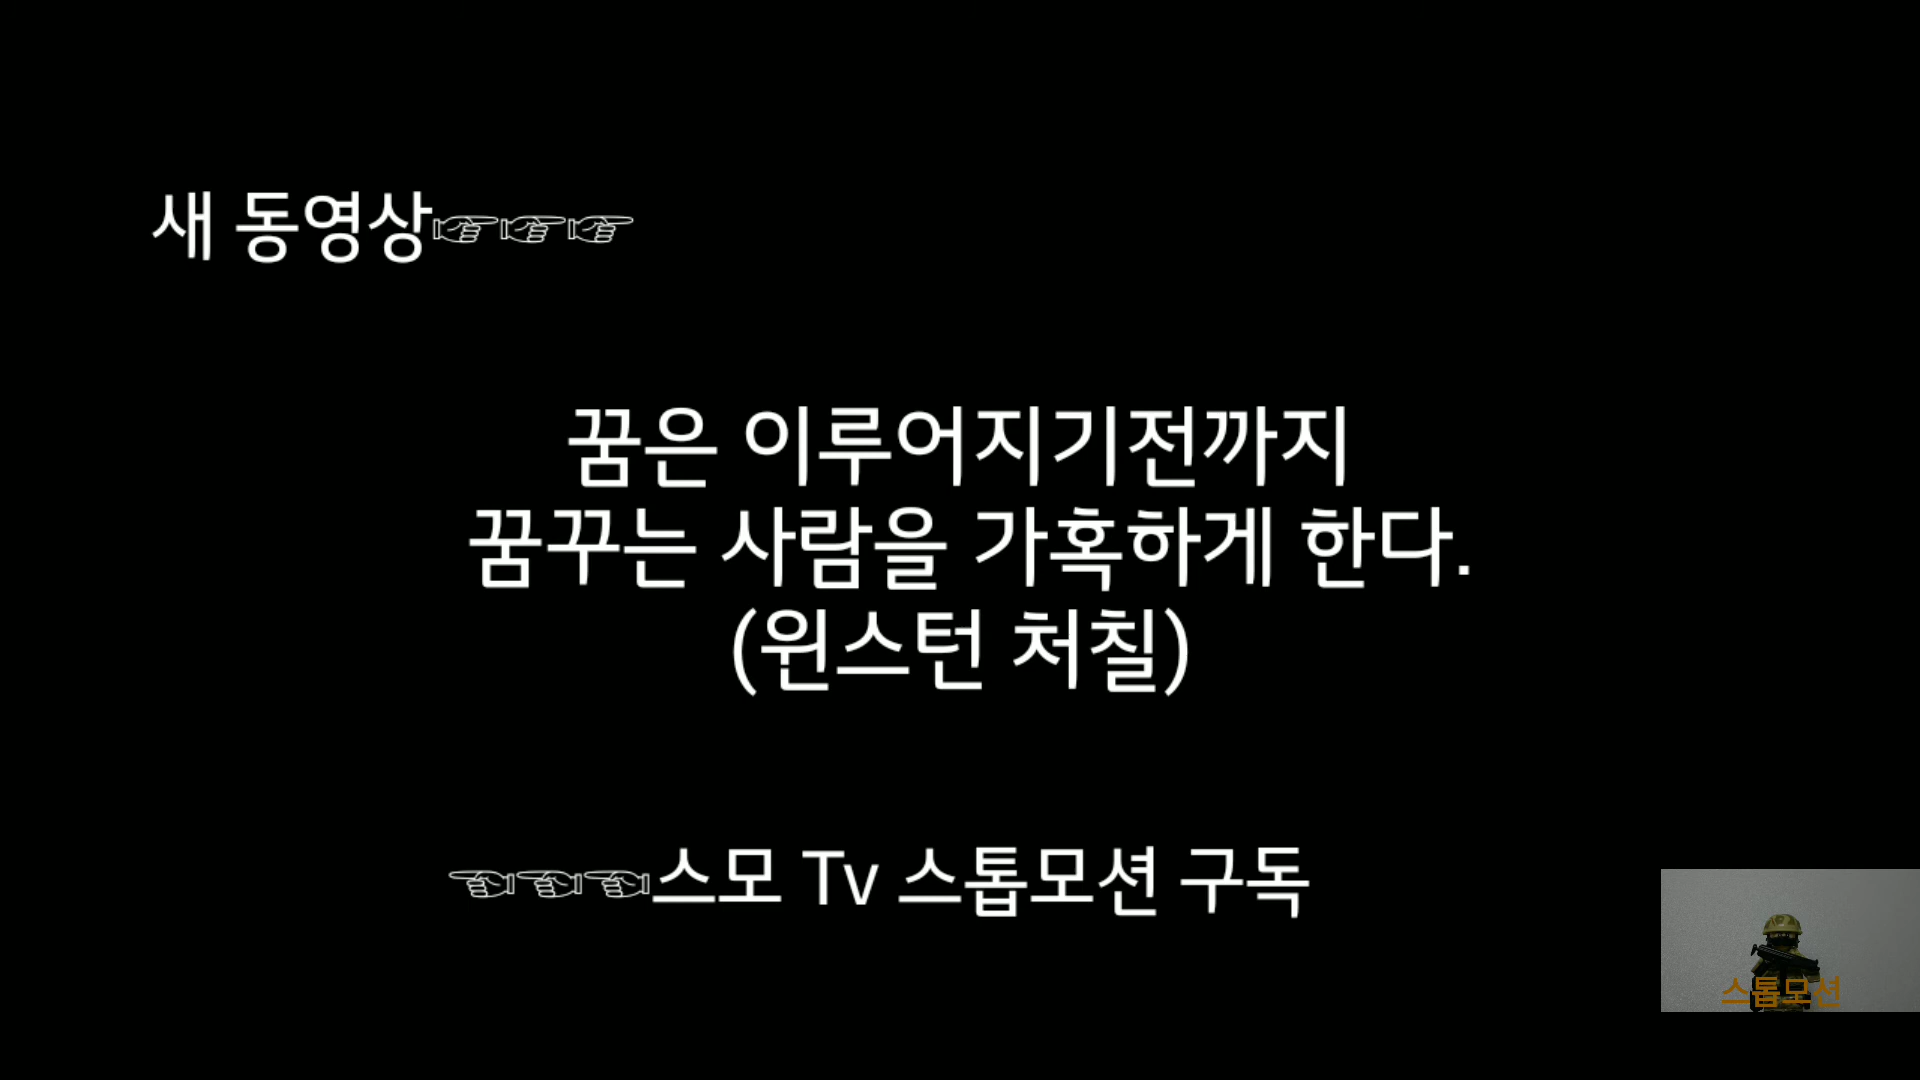 새 동영상☞☞☞
꿈은 이루어지기전까지
꿈꾸는 사람을 가혹하게 한다.
(윈스턴 처칠)
☜☜☜스모 Tv 스톱모션 구독
스톱모션